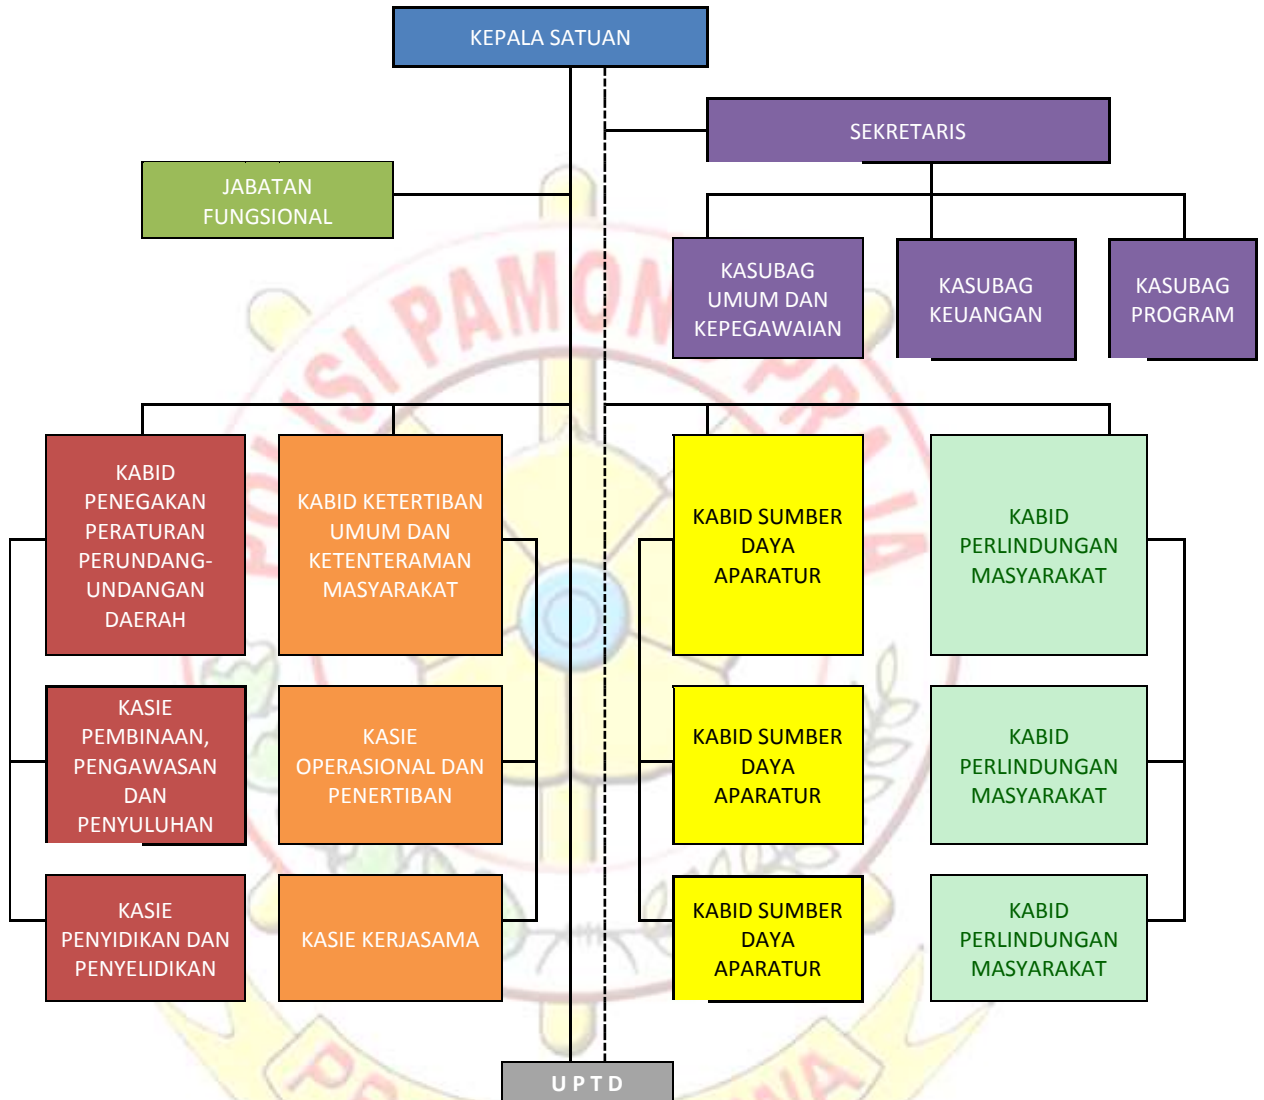 KEPALA SATUAN
SEKRETARIS
JABATAN
FUNGSIONAL
KASUBAG
UMUM DAN
KEPEGAWAIAN
KASUBAG
KEUANGAN
KASUBAG
PROGRAM
POLISI PAMONG PRAJA
KABID
PENEGAKAN
PERATURAN
PERUNDANG-
UNDANGAN
DAERAH
KABID KETERTIBAN
UMUM DAN
KETENTERAMAN
MASYARAKAT
KABID SUMBER
DAYA
APARATUR
KABID
PERLINDUNGAN
MASYARAKAT
KASIE
PEMBINAAN,
PENGAWASAN
DAN
PENYULUHAN
KASIE
OPERASIONAL DAN
PENERTIBAN
KABID SUMBER
DAYA
APARATUR
KABID
PERLINDUNGAN
MASYARAKAT
KASIE
PENYIDIKAN DAN
PENYELIDIKAN
KASIE KERJASAMA
KABID SUMBER
DAYA
APARATUR
KABID
PERLINDUNGAN
MASYARAKAT
U P T D